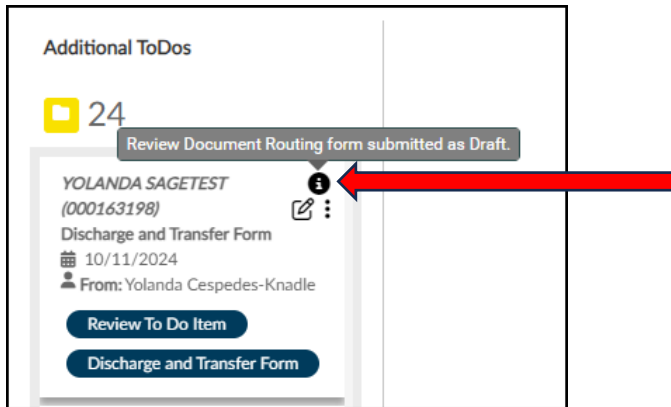 Additional ToDos
24
Review Document Routing form submitted as Draft.
YOLANDA SAGETEST
(000163198)
Discharge and Transfer Form
10/11/2024
From: Yolanda Cespedes-Knadle
Review To Do Item
Discharge and Transfer Form